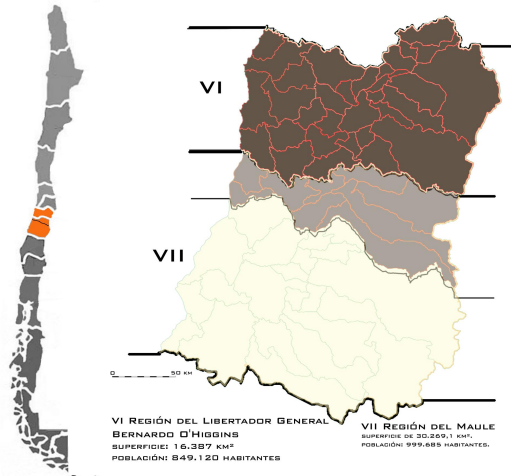 VI
VII
0 50 KM
VI REGIÓN DEL LIBERTADOR GENERAL
BERNARDO O'HIGGINS
SUPERFICIE: 16.387 KM²
POBLACIÓN: 849.120 HABITANTES
VII REGIÓN DEL MAULE
SUPERFICIE DE 30.269,1 KM².
POBLACIÓN: 999.685 HABITANTES.